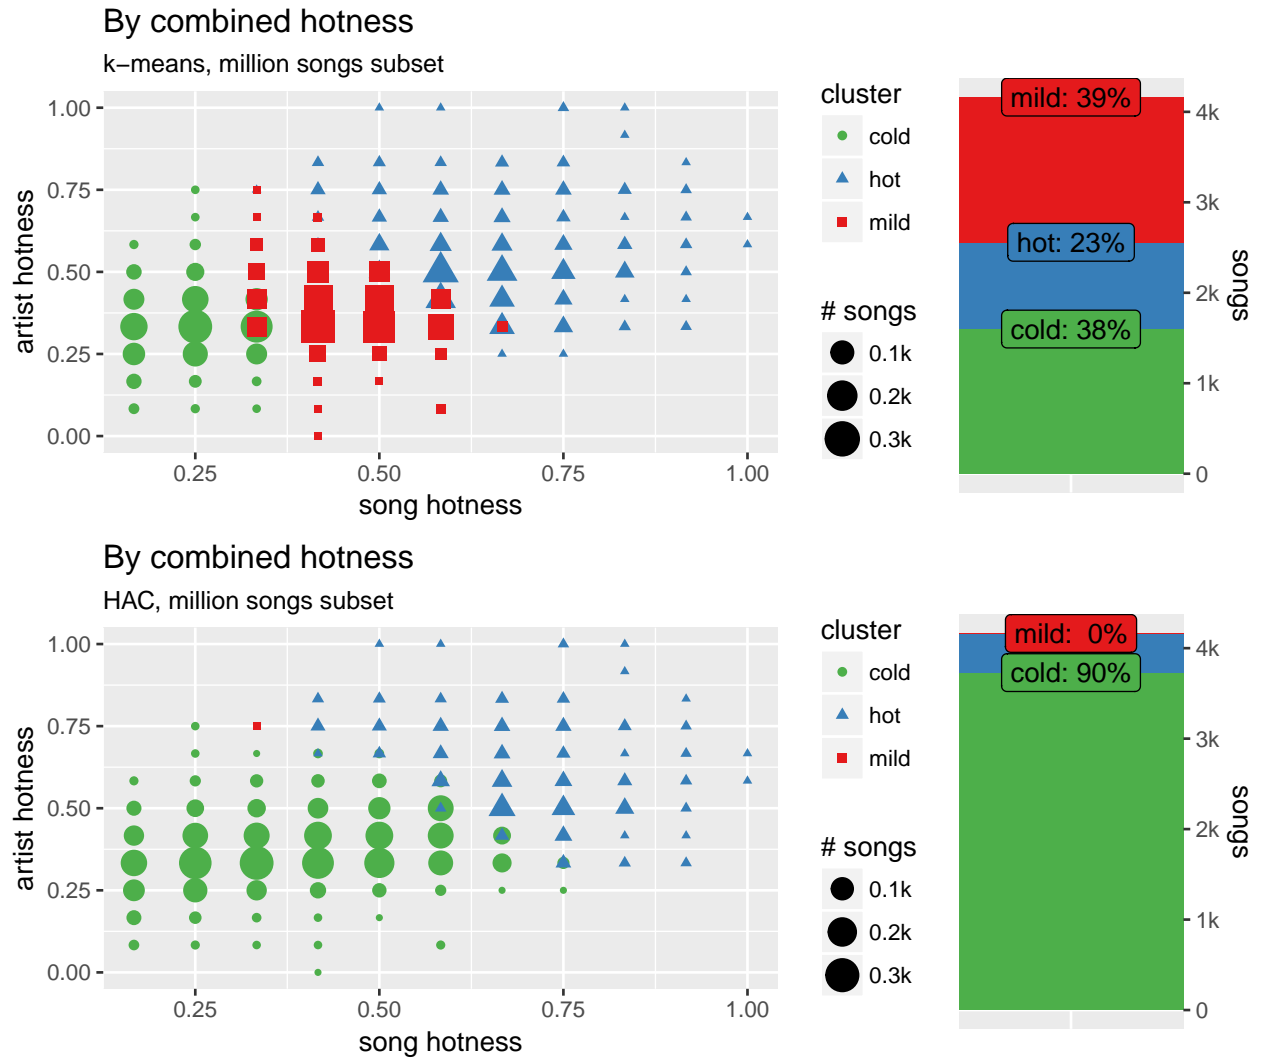 By combined hotness
k−means, million songs subset
1.00
0.75
0.50
0.25
0.00
artist hotness
0.25 0.50 0.75 1.00
song hotness
cluster
cold
hot
mild
# songs
0.1k
0.2k
0.3k
mild: 39%
hot: 23%
cold: 38%
4k
3k
2k
1k
0
songs
By combined hotness
HAC, million songs subset
1.00
0.75
0.50
0.25
0.00
artist hotness
0.25 0.50 0.75 1.00
song hotness
cluster
cold
hot
mild
# songs
0.1k
0.2k
0.3k
mild: 0%
cold: 90%
4k
3k
2k
1k
0
songs